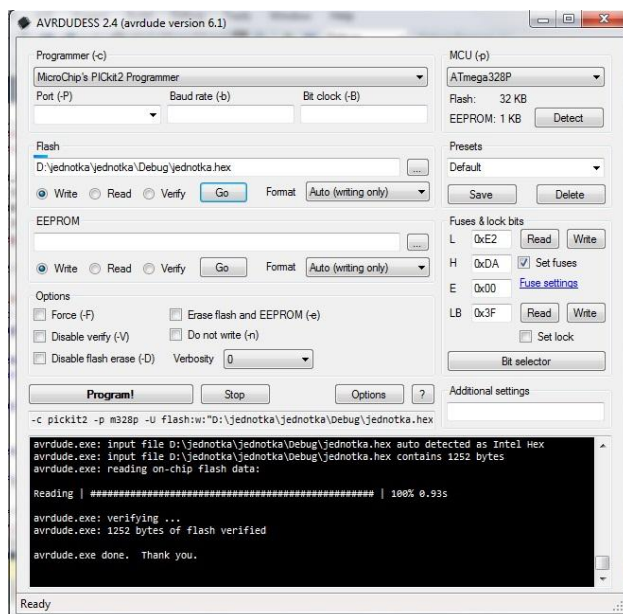 AVRDUDESS 2.4 (avrdude version 6.1)
Programmer (-c)
MicroChip's PICkit2 Programmer
Port (-P) Baud rate (-b) Bit clock (-B)
MCU (-p)
ATmega328P
Flash: 32 KB
EEPROM: 1 KB Detect
Flash
D:\jednotka\jednotka\Debug\jednotka.hex ...
Write Read Verify Go Format Auto (writing only)
Presets
Default
Save Delete
EEPROM
...
Write Read Verify Go Format Auto (writing only)
Fuses & lock bits
L 0xE2 Read Write
H 0xDA Set fuses
E 0x00 Fuse settings
LB 0x3F Read Write
Set lock
Bit selector
Options
Force (-F) Erase flash and EEPROM (-e)
Disable verify (-V) Do not write (-n)
Disable flash erase (-D) Verbosity 0
Program! Stop Options ?
Additional settings
-c pickit2 -p m328p -U flash:w:"D:\jednotka\jednotka\Debug\jednotka.hex
avrdude.exe: input file D:\jednotka\jednotka\Debug\jednotka.hex auto detected as Intel Hex
avrdude.exe: input file D:\jednotka\jednotka\Debug\jednotka.hex contains 1252 bytes
avrdude.exe: reading on-chip flash data:
Reading | ################################################## | 100% 0.93s
avrdude.exe: verifying ...
avrdude.exe: 1252 bytes of flash verified
avrdude.exe done. Thank you.
Ready